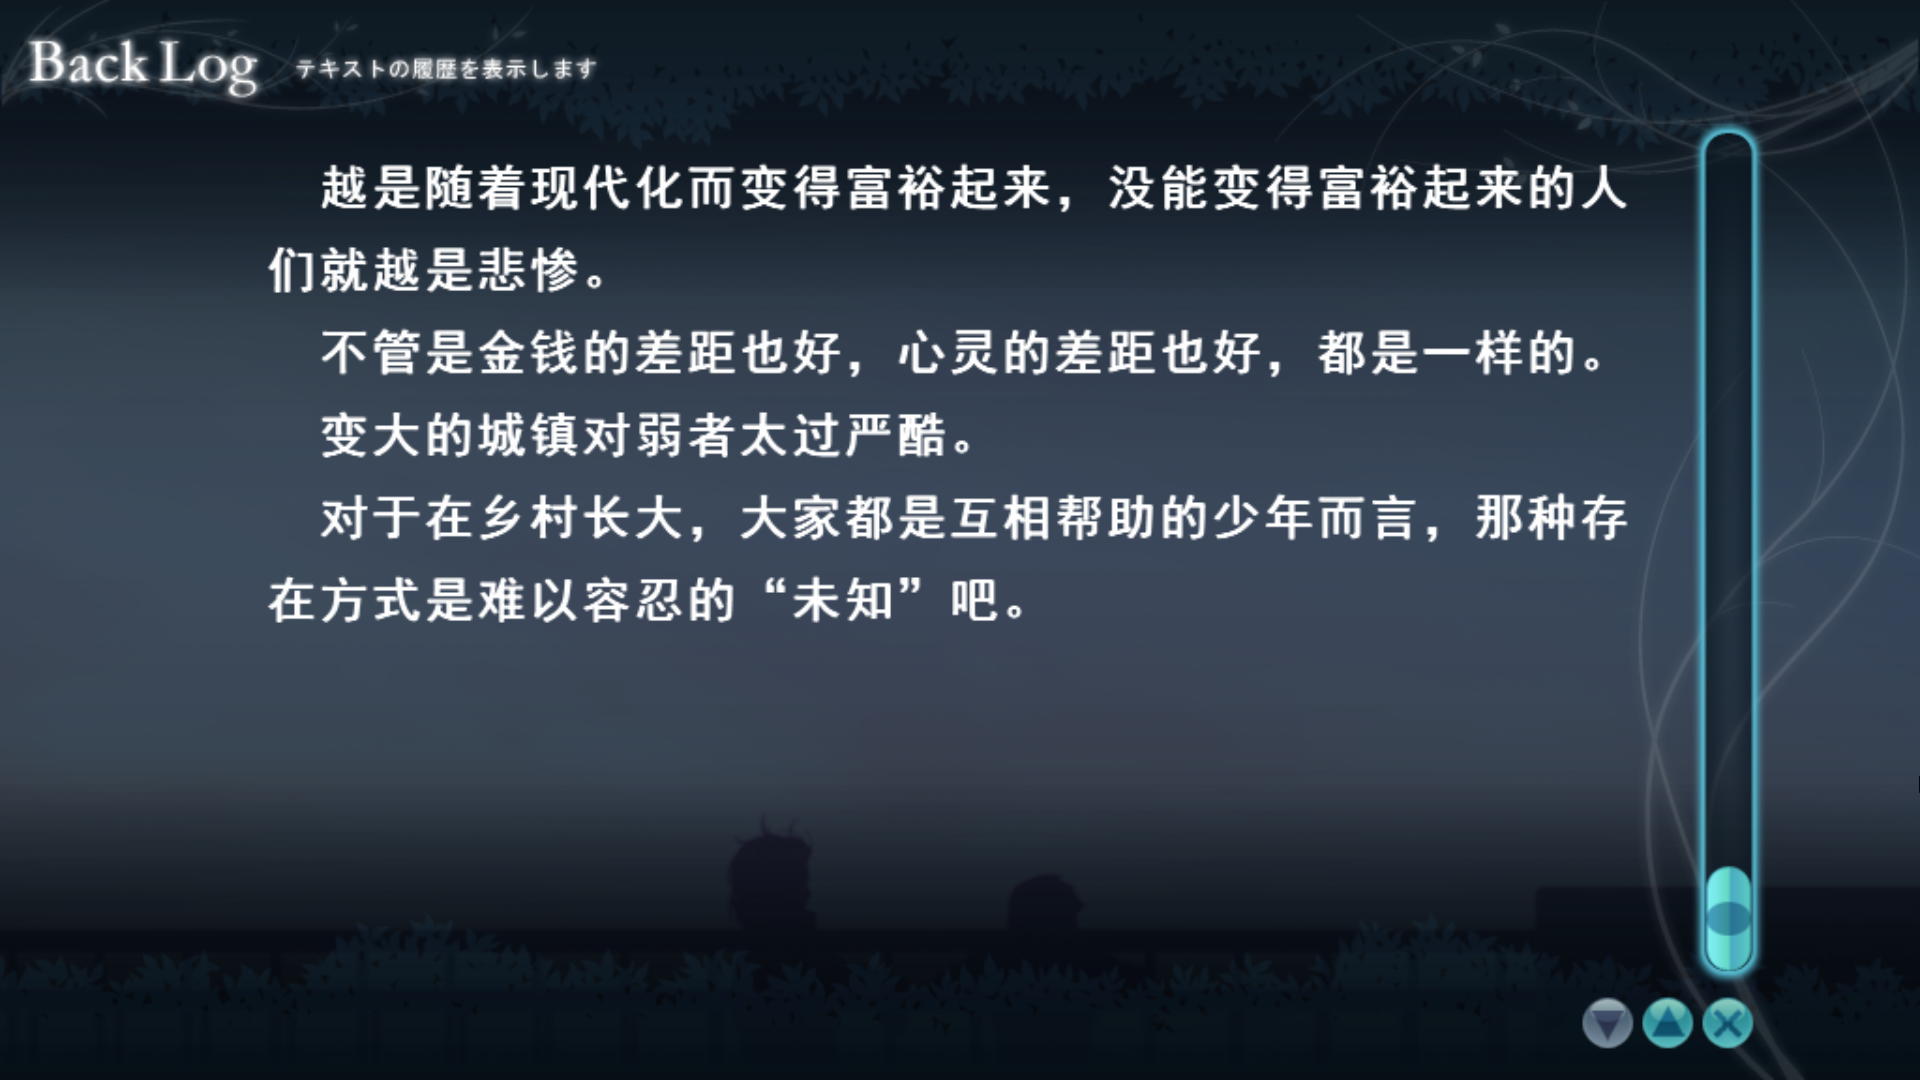 Back Log テキストの履歴を表示します
越是随着现代化而变得富裕起来，没能变得富裕起来的人
们就越是悲惨。
不管是金钱的差距也好，心灵的差距也好，都是一样的。
变大的城镇对弱者太过严酷。
对于在乡村长大，大家都是互相帮助的少年而言，那种存
在方式是难以容忍的“未知”吧。